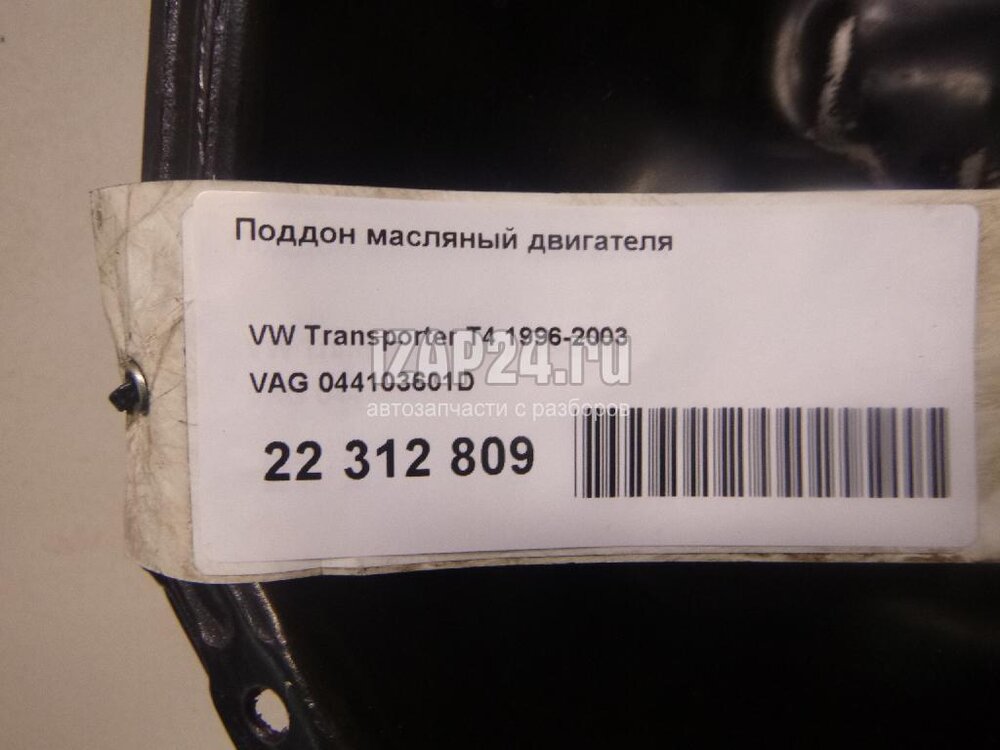 Поддон масляный двигателя
VW Transporter T4 1996-2003
IZAP24.ru
VAG 044103601D
автозапчасти с разборов
22 312 809